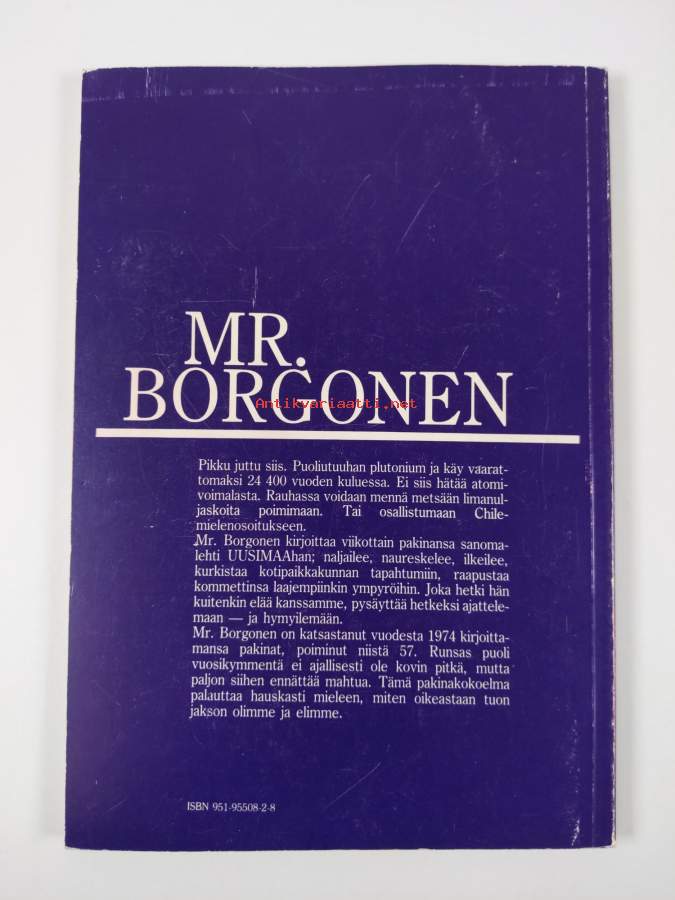 MR.
BORGONEN
Antikvariaatti.net
Pikku juttu siis. Puoliutuuhan plutonium ja käy vaarat-
tomaksi 24 400 vuoden kuluessa. Ei siis hätää atomi-
voimalasta. Rauhassa voidaan mennä metsään limanul-
jaskoita poimimaan. Tai osallistumaan Chile-
mielenosoitukseen.
Mr. Borgonen kirjoittaa viikottain pakinansa sanoma-
lehti UUSIMAAhan; naljailee, naureskelee, ilkeilee,
kurkistaa kotipaikkakunnan tapahtumiin, raapustaa
kommettinsa laajempiinkin ympyröihin. Joka hetki hän
kuitenkin elää kanssamme, pysäyttää hetkeksi ajattele-
maan — ja hymyilemään.
Mr. Borgonen on katsastanut vuodesta 1974 kirjoitta-
mansa pakinat, poiminut niistä 57. Runsas puoli
vuosikymmentä ei ajallisesti ole kovin pitkä, mutta
paljon siihen ennättää mahtua. Tämä pakinakokoelma
palauttaa hauskasti mieleen, miten oikeastaan tuon
jakson olimme ja elimme.
ISBN 951-95508-2-8